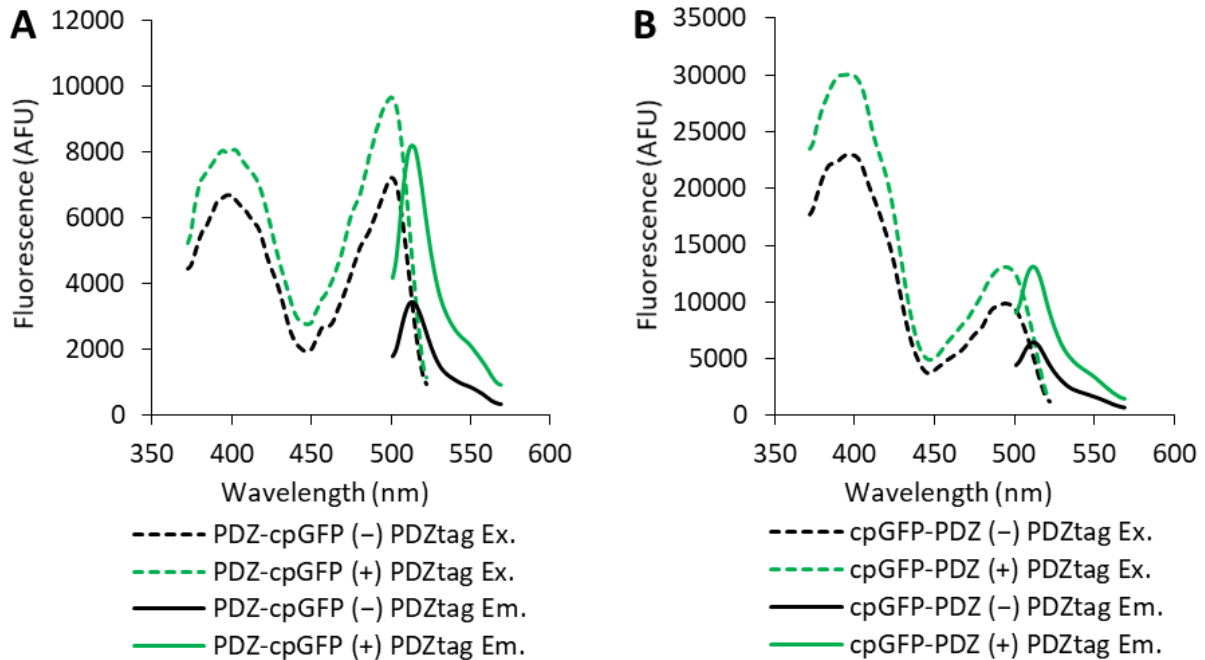 A
12000
10000
8000
6000
4000
2000
0
Fluorescence (AFU)
350 400 450 500 550 600
Wavelength (nm)
PDZ-cpGFP (−) PDZtag Ex.
PDZ-cpGFP (+) PDZtag Ex.
PDZ-cpGFP (−) PDZtag Em.
PDZ-cpGFP (+) PDZtag Em.
B
35000
30000
25000
20000
15000
10000
5000
0
Fluorescence (AFU)
350 400 450 500 550 600
Wavelength (nm)
cpGFP-PDZ (−) PDZtag Ex.
cpGFP-PDZ (+) PDZtag Ex.
cpGFP-PDZ (−) PDZtag Em.
cpGFP-PDZ (+) PDZtag Em.